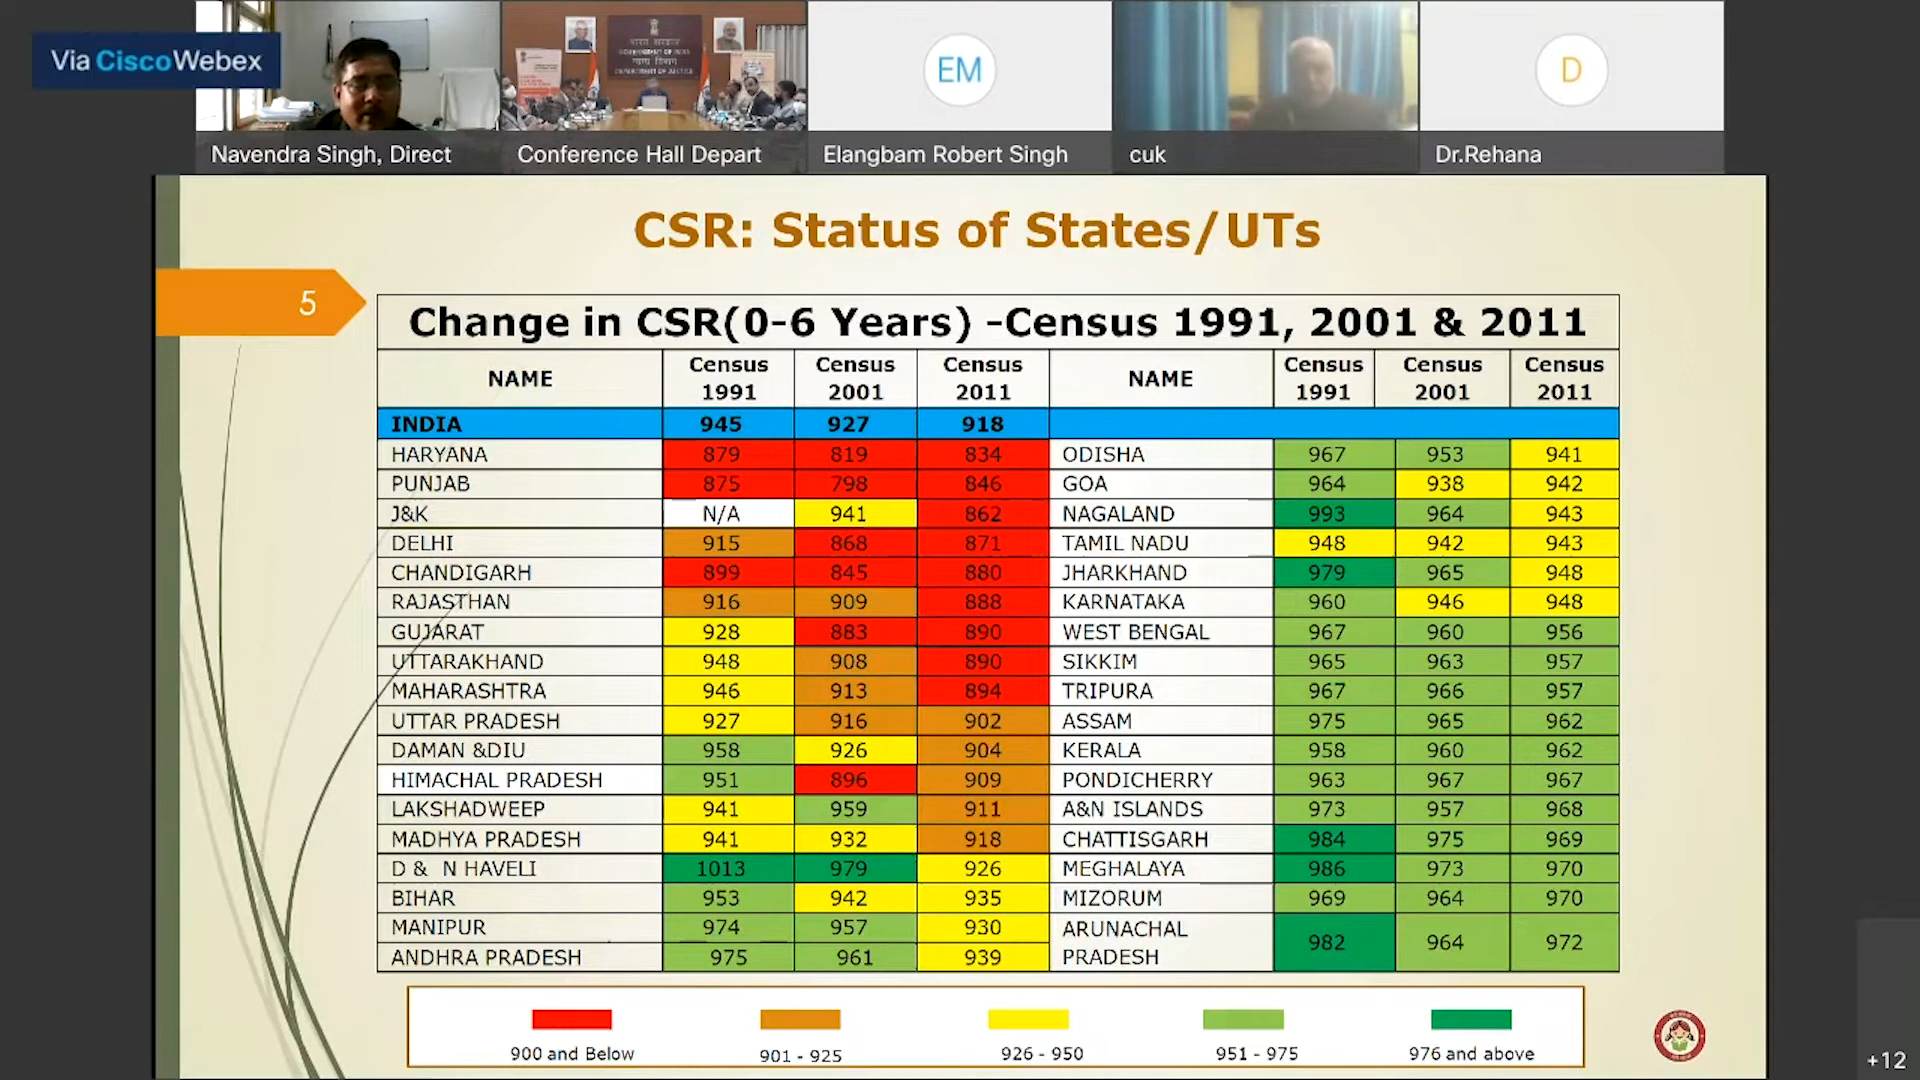 Via CiscoWebex
भारत सरकार
GOVERNMENT OF INDIA
न्याय विभाग
DEPARTMENT OF JUSTICE
EM
D
Navendra Singh, Direct
Conference Hall Depart
Elangbam Robert Singh
cuk
Dr.Rehana
CSR: Status of States/UTs
5
Change in CSR(0-6 Years) -Census 1991, 2001 & 2011
NAME Census 1991 Census 2001 Census 2011 NAME Census 1991 Census 2001 Census 2011
INDIA 945 927 918
HARYANA 879 819 834 ODISHA 967 953 941
PUNJAB 875 798 846 GOA 964 938 942
J&K N/A 941 862 NAGALAND 993 964 943
DELHI 915 868 871 TAMIL NADU 948 942 943
CHANDIGARH 899 845 880 JHARKHAND 979 965 948
RAJASTHAN 916 909 888 KARNATAKA 960 946 948
GUJARAT 928 883 890 WEST BENGAL 967 960 956
UTTARAKHAND 948 908 890 SIKKIM 965 963 957
MAHARASHTRA 946 913 894 TRIPURA 967 966 957
UTTAR PRADESH 927 916 902 ASSAM 975 965 962
DAMAN &DIU 958 926 904 KERALA 958 960 962
HIMACHAL PRADESH 951 896 909 PONDICHERRY 963 967 967
LAKSHADWEEP 941 959 911 A&N ISLANDS 973 957 968
MADHYA PRADESH 941 932 918 CHATTISGARH 984 975 969
D & N HAVELI 1013 979 926 MEGHALAYA 986 973 970
BIHAR 953 942 935 MIZORUM 969 964 970
MANIPUR 974 957 930 ARUNACHAL PRADESH 982 964 972
ANDHRA PRADESH 975 961 939
900 and Below
901 - 925
926 - 950
951 - 975
976 and above
+12